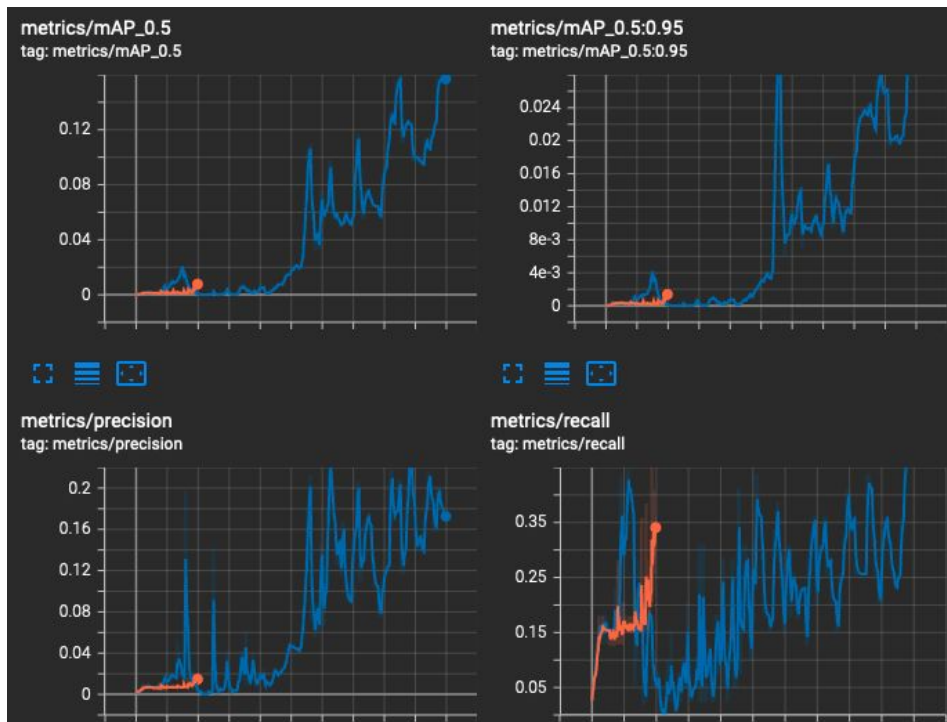 metrics/mAP_0.5
tag: metrics/mAP_0.5
0.12
0.08
0.04
0
metrics/mAP_0.5:0.95
tag: metrics/mAP_0.5:0.95
0.024
0.02
0.016
0.012
8e-3
4e-3
0
metrics/precision
tag: metrics/precision
0.2
0.16
0.12
0.08
0.04
0
metrics/recall
tag: metrics/recall
0.35
0.25
0.15
0.05